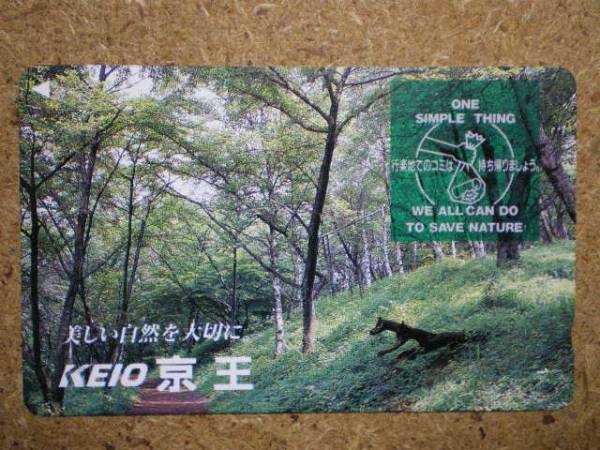 ONE
SIMPLE THING
行楽地でのゴミは 持ち帰りましょう。
WE ALL CAN DO
TO SAVE NATURE
美しい自然を大切に
KEIO 京王